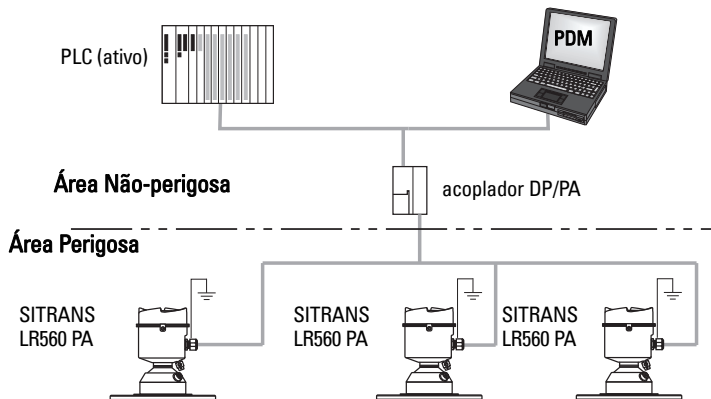 PLC (ativo)
PDM
Área Não-perigosa
acoplador DP/PA
Área Perigosa
SITRANS
LR560 PA
SITRANS
LR560 PA
SITRANS
LR560 PA